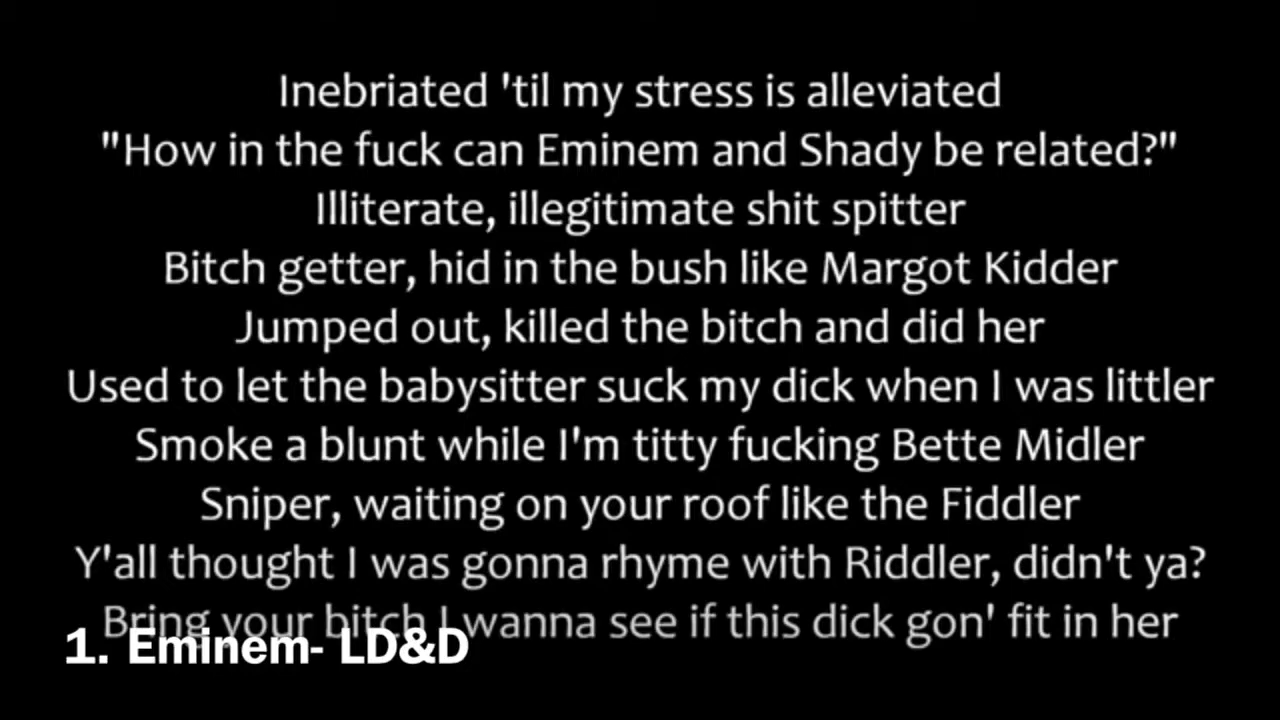 Inebriated 'til my stress is alleviated
"How in the fuck can Eminem and Shady be related?"
Illiterate, illegitimate shit spitter
Bitch getter, hid in the bush like Margot Kidder
Jumped out, killed the bitch and did her
Used to let the babysitter suck my dick when I was littler
Smoke a blunt while I'm titty fucking Bette Midler
Sniper, waiting on your roof like the Fiddler
Y'all thought I was gonna rhyme with Riddler, didn't ya?
Bring your bitch I wanna see if this dick gon' fit in her
1. Eminem- LD&D